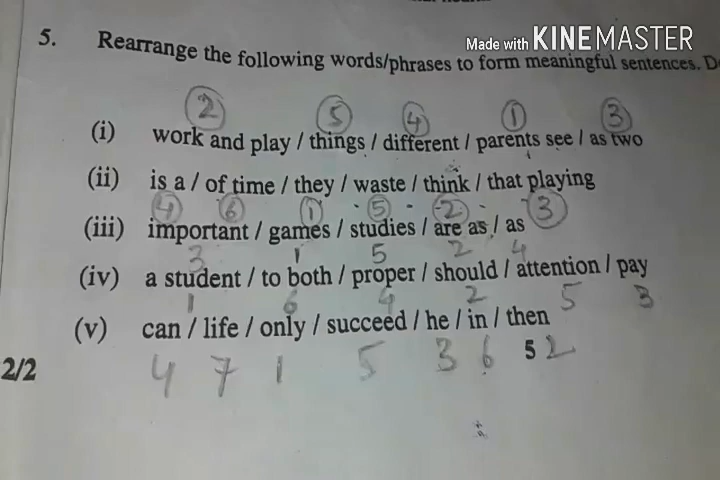 Made with KINEMASTER
5. Rearrange the following words/phrases to form meaningful sentences. D
2 5 4 1 3
(i) work and play / things / different / parents see / as two
(ii) is a / of time / they / waste / think / that playing
4 6 1 5 2 3
(iii) important / games / studies / are as / as
3 1 5 2 4
(iv) a student / to both / proper / should / attention / pay
1 6 4 2 5 3
(v) can / life / only / succeed / he / in / then
4 7 1 5 3 6 2
2/2 5